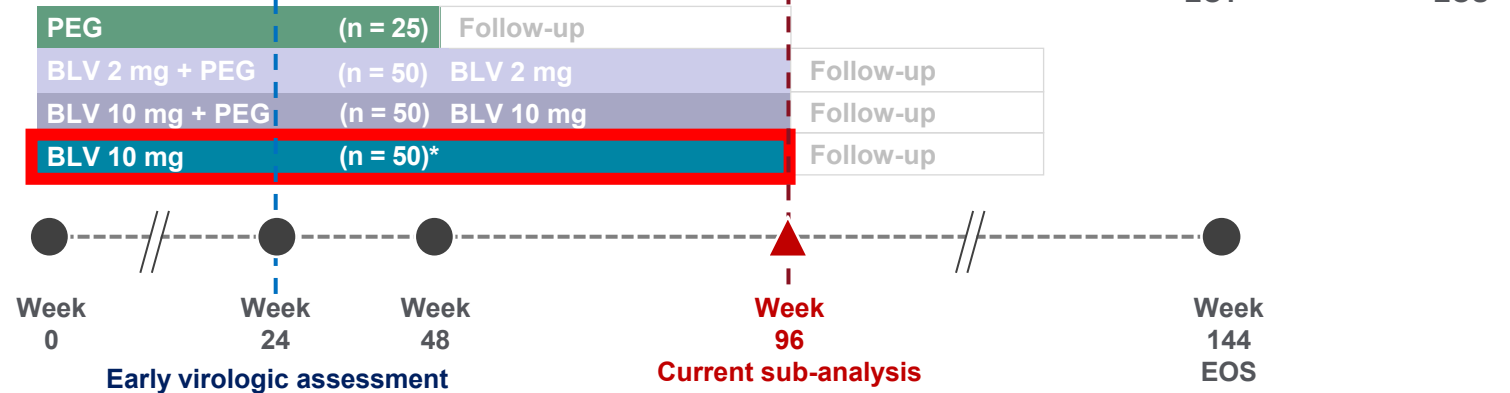 PEG (n = 25) Follow-up
BLV 2 mg + PEG (n = 50) BLV 2 mg Follow-up
BLV 10 mg + PEG (n = 50) BLV 10 mg Follow-up
BLV 10 mg (n = 50)* Follow-up
Week Week Week Week Week
0 24 48 96 144
Early virologic assessment Current sub-analysis EOS